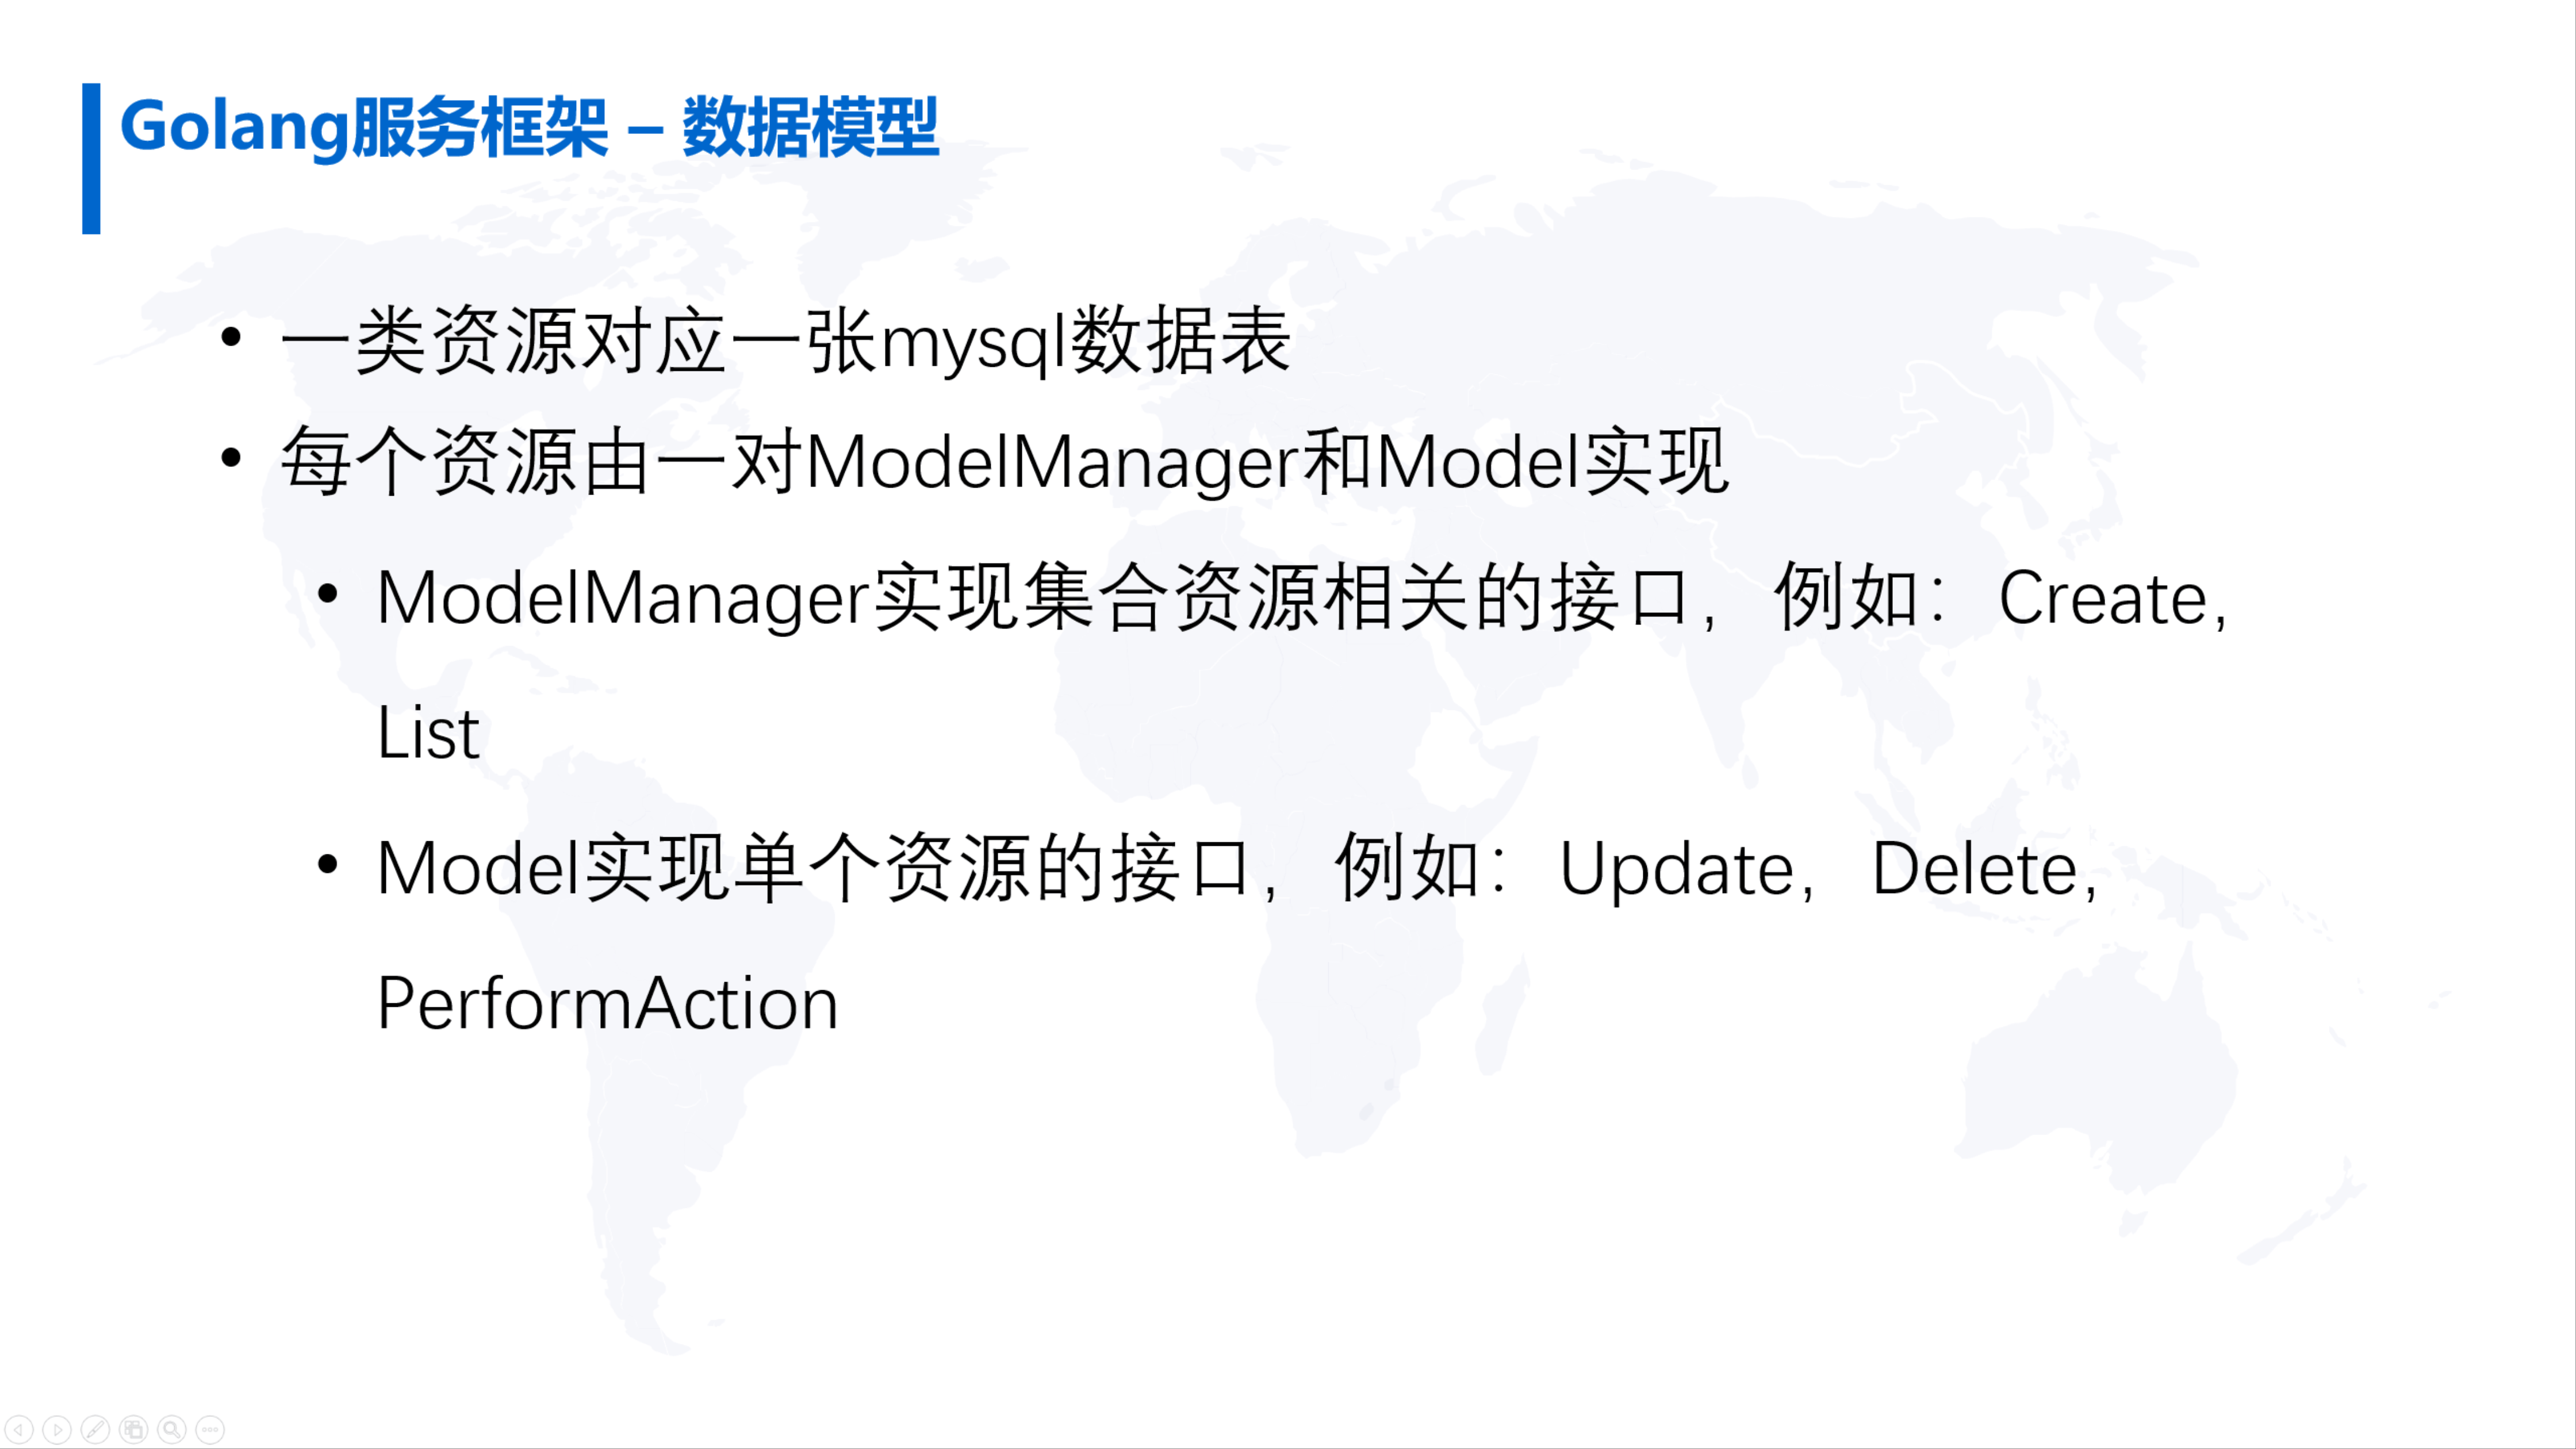 Golang服务框架 – 数据模型
• 一类资源对应一张mysql数据表
• 每个资源由一对ModelManager和Model实现
• ModelManager实现集合资源相关的接口，例如：Create，
List
• Model实现单个资源的接口，例如：Update，Delete，
PerformAction